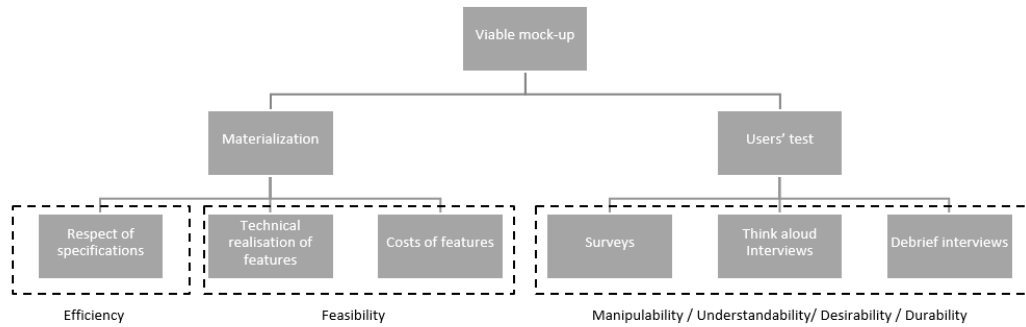 Viable mock-up
Materialization
Users' test
Respect of
specifications
Technical
realisation of
features
Costs of features
Surveys
Think aloud
Interviews
Debrief interviews
Efficiency
Feasibility
Manipulability / Understandability/ Desirability / Durability